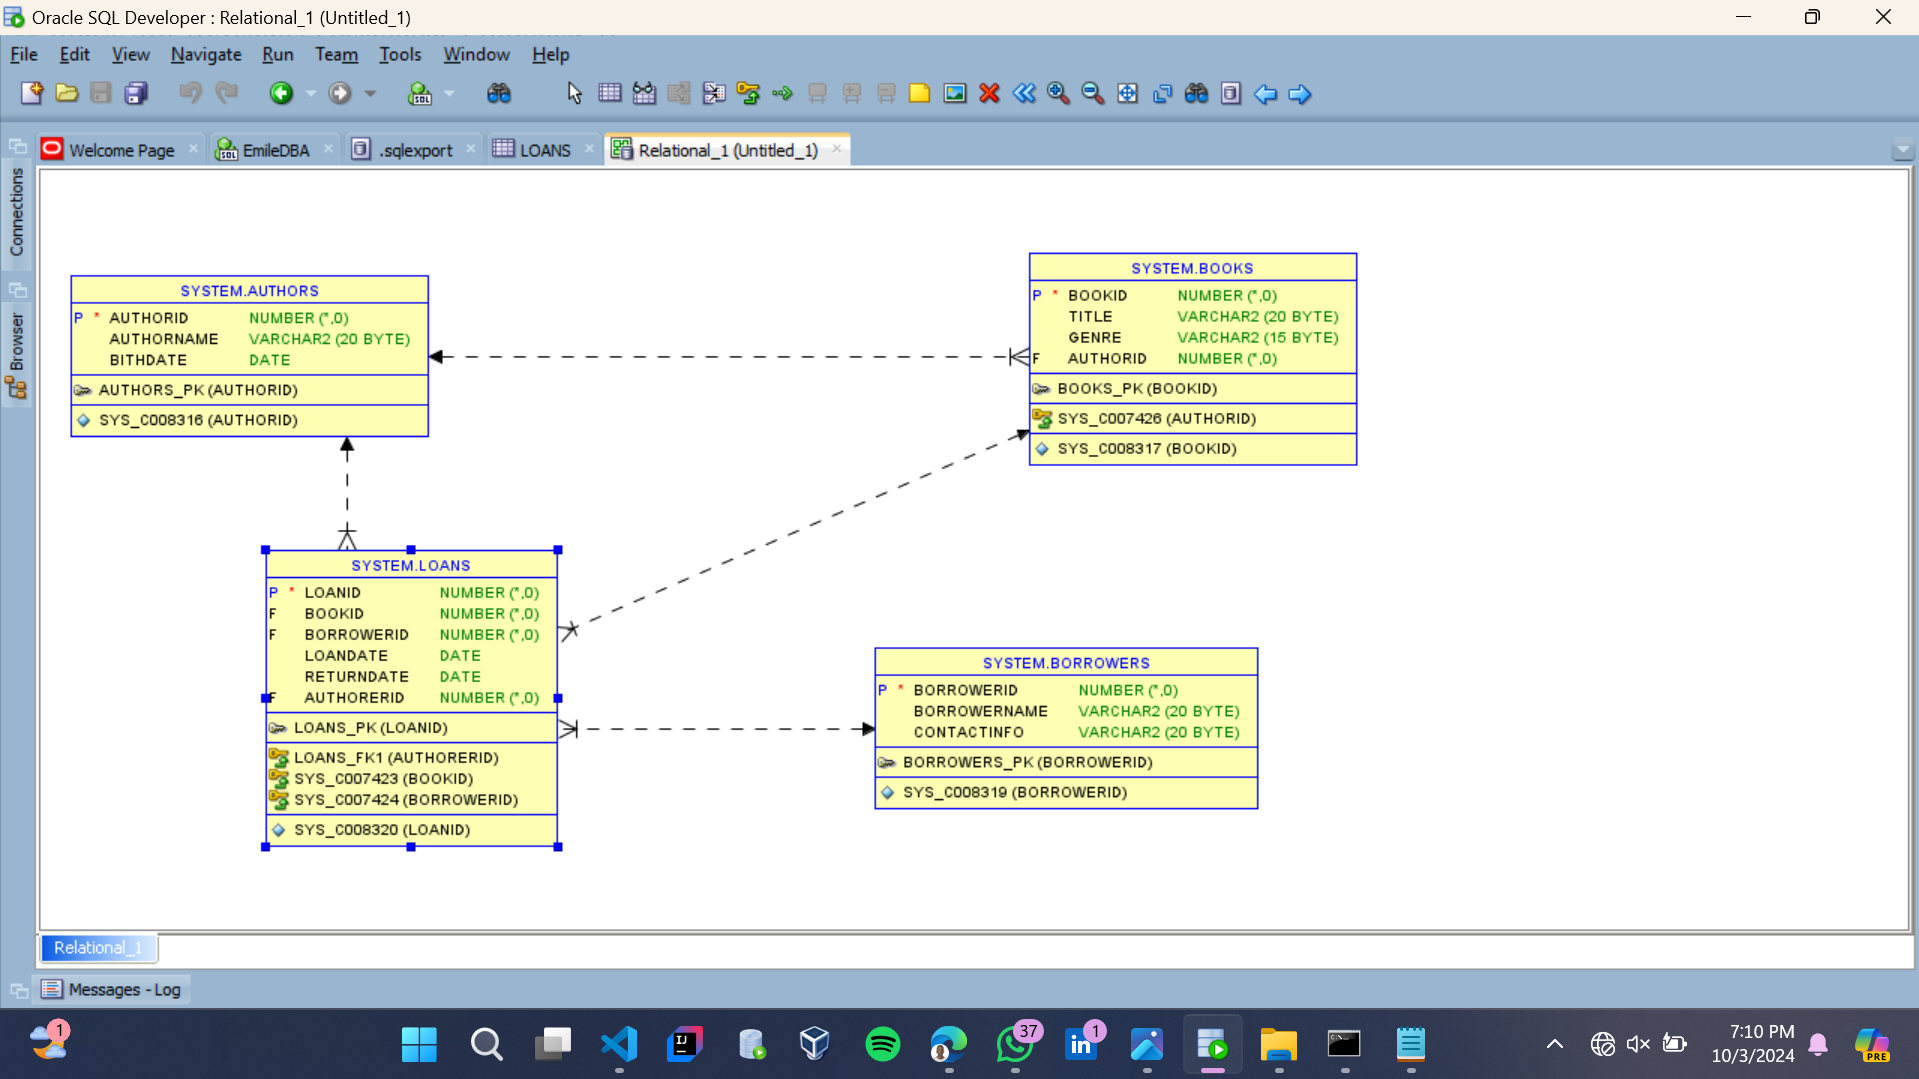 Oracle SQL Developer : Relational_1 (Untitled_1)
File Edit View Navigate Run Team Tools Window Help
SQL
Welcome Page
EmileDBA
.sqlexport
LOANS
Relational_1 (Untitled_1)
Connections
Browser
SYSTEM.AUTHORS
P * AUTHORID NUMBER (*,0)
AUTHORNAME VARCHAR2 (20 BYTE)
BITHDATE DATE
AUTHORS_PK (AUTHORID)
SYS_C008316 (AUTHORID)
SYSTEM.BOOKS
P * BOOKID NUMBER (*,0)
TITLE VARCHAR2 (20 BYTE)
GENRE VARCHAR2 (15 BYTE)
F AUTHORID NUMBER (*,0)
BOOKS_PK (BOOKID)
SYS_C007426 (AUTHORID)
SYS_C008317 (BOOKID)
SYSTEM.LOANS
P * LOANID NUMBER (*,0)
F BOOKID NUMBER (*,0)
F BORROWERID NUMBER (*,0)
LOANDATE DATE
RETURNDATE DATE
F AUTHORERID NUMBER (*,0)
LOANS_PK (LOANID)
LOANS_FK1 (AUTHORERID)
SYS_C007423 (BOOKID)
SYS_C007424 (BORROWERID)
SYS_C008320 (LOANID)
SYSTEM.BORROWERS
P * BORROWERID NUMBER (*,0)
BORROWERNAME VARCHAR2 (20 BYTE)
CONTACTINFO VARCHAR2 (20 BYTE)
BORROWERS_PK (BORROWERID)
SYS_C008319 (BORROWERID)
Relational_1
Messages - Log
1
IJ
37
in
1
7:10 PM
10/3/2024
PRE